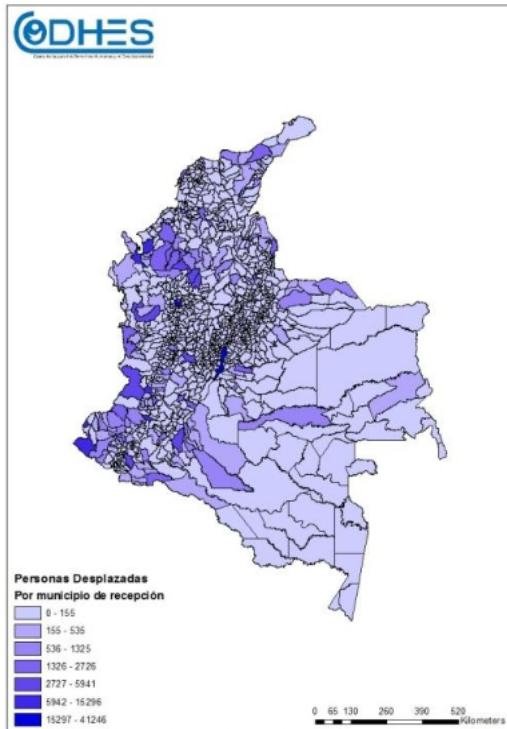 CODHES
Personas Desplazadas
Por municipio de recepción
0 - 155
155 - 535
536 - 1325
1326 - 2726
2727 - 5941
5942 - 15296
15297 - 41246
0 65 130 260 390 520
Kilometers